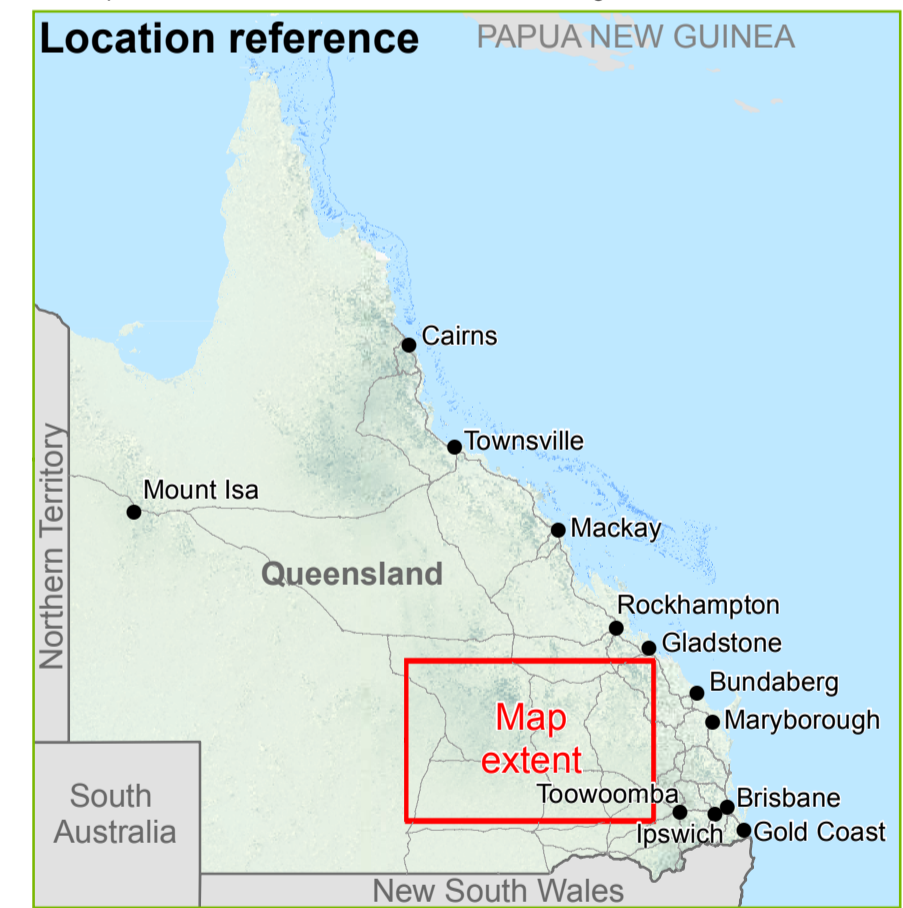 Location reference
PAPUA NEW GUINEA
Cairns
Townsville
Mount Isa
Mackay
Northern Territory
Queensland
Rockhampton
Gladstone
Bundaberg
Map
extent
Maryborough
South
Australia
Toowoomba
Brisbane
Ipswich
Gold Coast
New South Wales